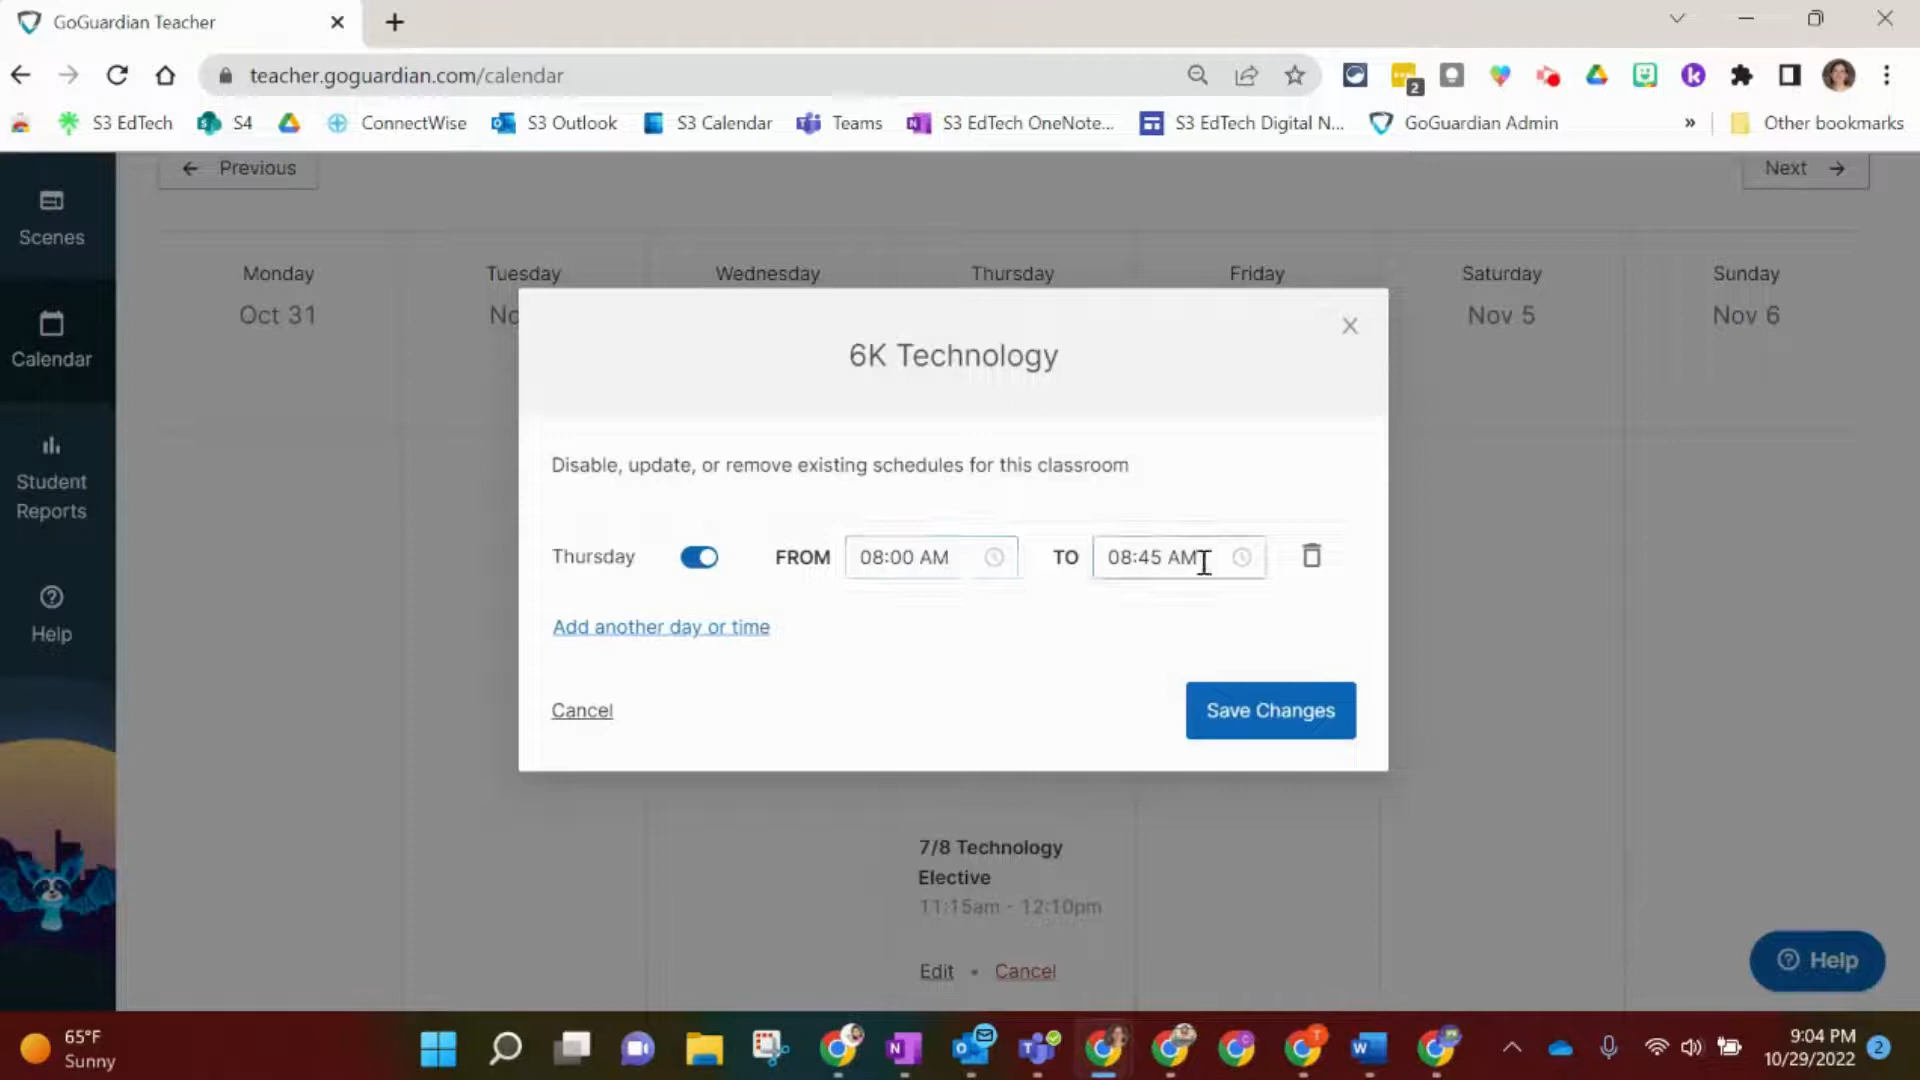 GoGuardian Teacher
teacher.goguardian.com/calendar
2
S3 EdTech
S4
ConnectWise
S3 Outlook
S3 Calendar
Teams
S3 EdTech OneNote...
S3 EdTech Digital N...
GoGuardian Admin
»
Other bookmarks
Previous
Next
Scenes
Calendar
Student
Reports
Help
Monday
Tuesday
Wednesday
Thursday
Friday
Saturday
Sunday
Oct 31
Nov 5
Nov 6
6K Technology
Disable, update, or remove existing schedules for this classroom
Thursday
FROM
08:00 AM
TO
08:45 AM
Add another day or time
Cancel
Save Changes
7/8 Technology
Elective
11:15am - 12:10pm
Edit • Cancel
Help
65°F
Sunny
9:04 PM
10/29/2022
2